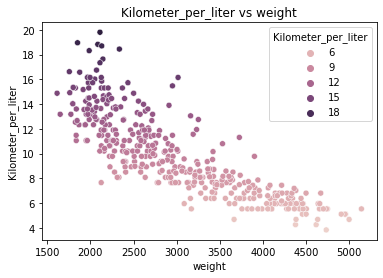 Kilometer_per_liter vs weight
Kilometer_per_liter
6
9
12
15
18
20
18
16
14
12
10
8
6
4
Kilometer_per_liter
1500 2000 2500 3000 3500 4000 4500 5000
weight